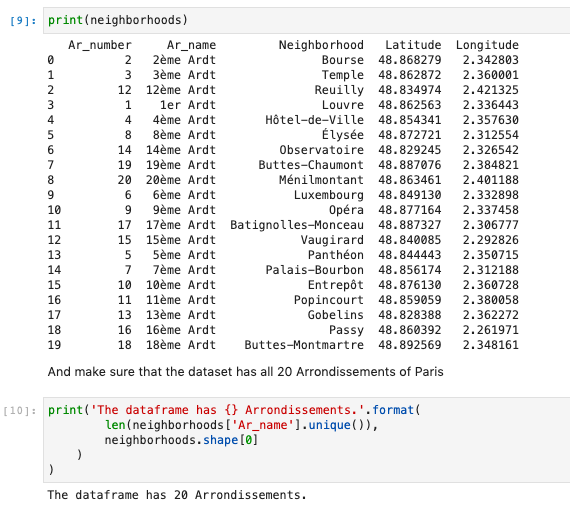 [9]: print(neighborhoods)
Ar_number Ar_name Neighborhood Latitude Longitude
0 2 2ème Ardt Bourse 48.868279 2.342803
1 3 3ème Ardt Temple 48.862872 2.360001
2 12 12ème Ardt Reuilly 48.834974 2.421325
3 1 1er Ardt Louvre 48.862563 2.336443
4 4 4ème Ardt Hôtel-de-Ville 48.854341 2.357630
5 8 8ème Ardt Élysée 48.872721 2.312554
6 14 14ème Ardt Observatoire 48.829245 2.326542
7 19 19ème Ardt Buttes-Chaumont 48.887076 2.384821
8 20 20ème Ardt Ménilmontant 48.863461 2.401188
9 6 6ème Ardt Luxembourg 48.849130 2.332898
10 9 9ème Ardt Opéra 48.877164 2.337458
11 17 17ème Ardt Batignolles-Monceau 48.887327 2.306777
12 15 15ème Ardt Vaugirard 48.840085 2.292826
13 5 5ème Ardt Panthéon 48.844443 2.350715
14 7 7ème Ardt Palais-Bourbon 48.856174 2.312188
15 10 10ème Ardt Entrepôt 48.876130 2.360728
16 11 11ème Ardt Popincourt 48.859059 2.380058
17 13 13ème Ardt Gobelins 48.828388 2.362272
18 16 16ème Ardt Passy 48.860392 2.261971
19 18 18ème Ardt Buttes-Montmartre 48.892569 2.348161
And make sure that the dataset has all 20 Arrondissements of Paris
[10]: print('The dataframe has {} Arrondissements.'.format(
len(neighborhoods['Ar_name'].unique()),
neighborhoods.shape[0]
)
)
The dataframe has 20 Arrondissements.